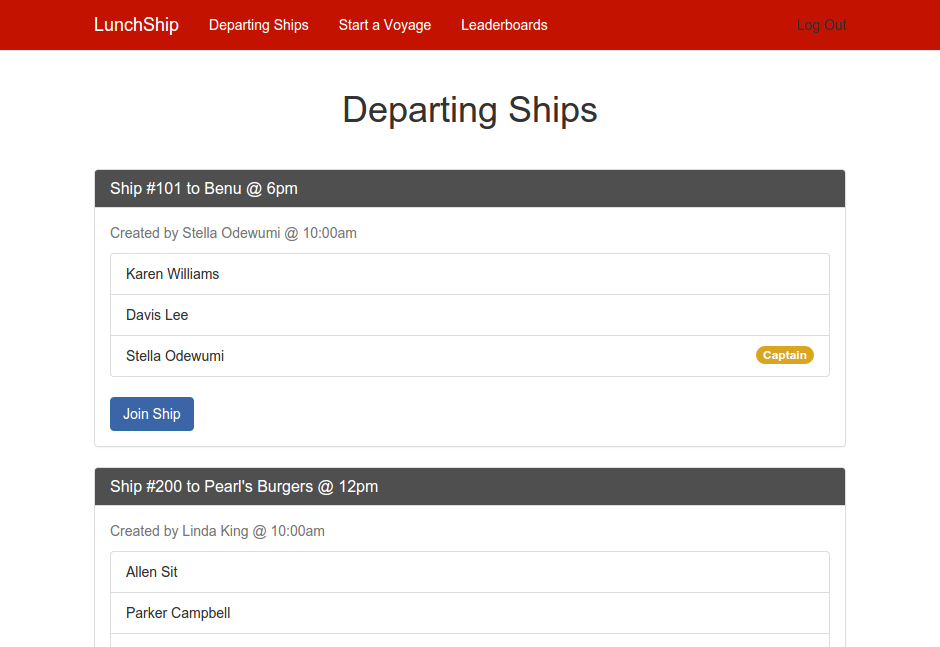 LunchShip Departing Ships Start a Voyage Leaderboards Log Out
Departing Ships
Ship #101 to Benu @ 6pm
Created by Stella Odewumi @ 10:00am
Karen Williams
Davis Lee
Stella Odewumi Captain
Join Ship
Ship #200 to Pearl's Burgers @ 12pm
Created by Linda King @ 10:00am
Allen Sit
Parker Campbell